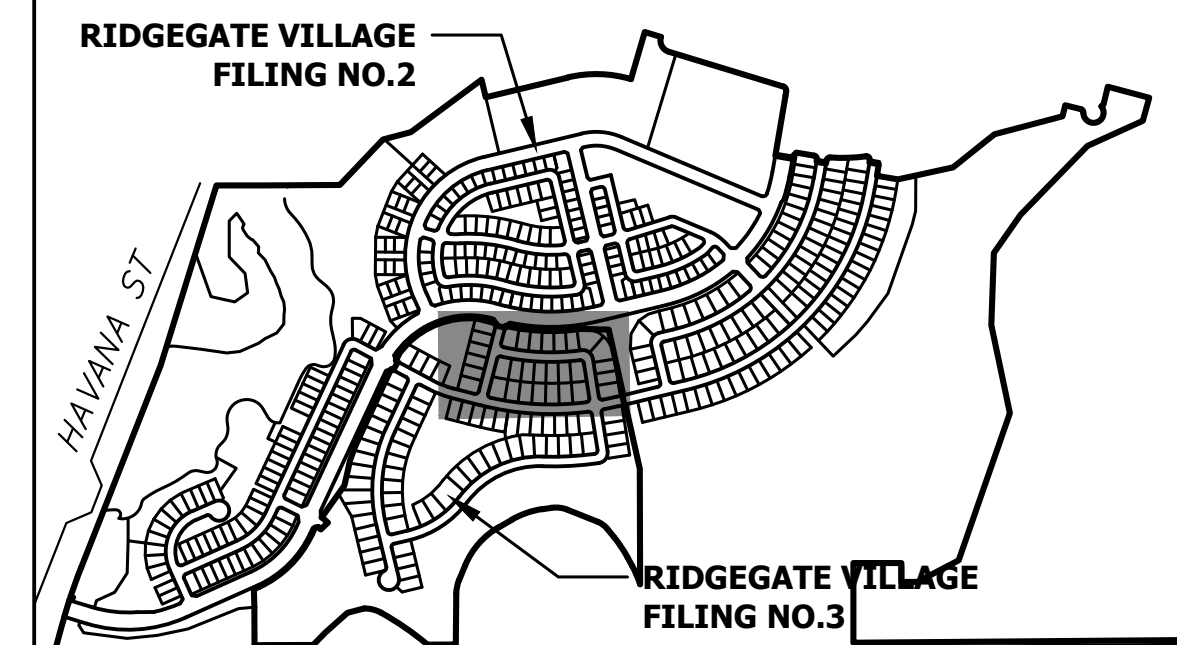 RIDGEGATE VILLAGE
FILING NO.2
HAVANA ST
RIDGEGATE VILLAGE
FILING NO.3